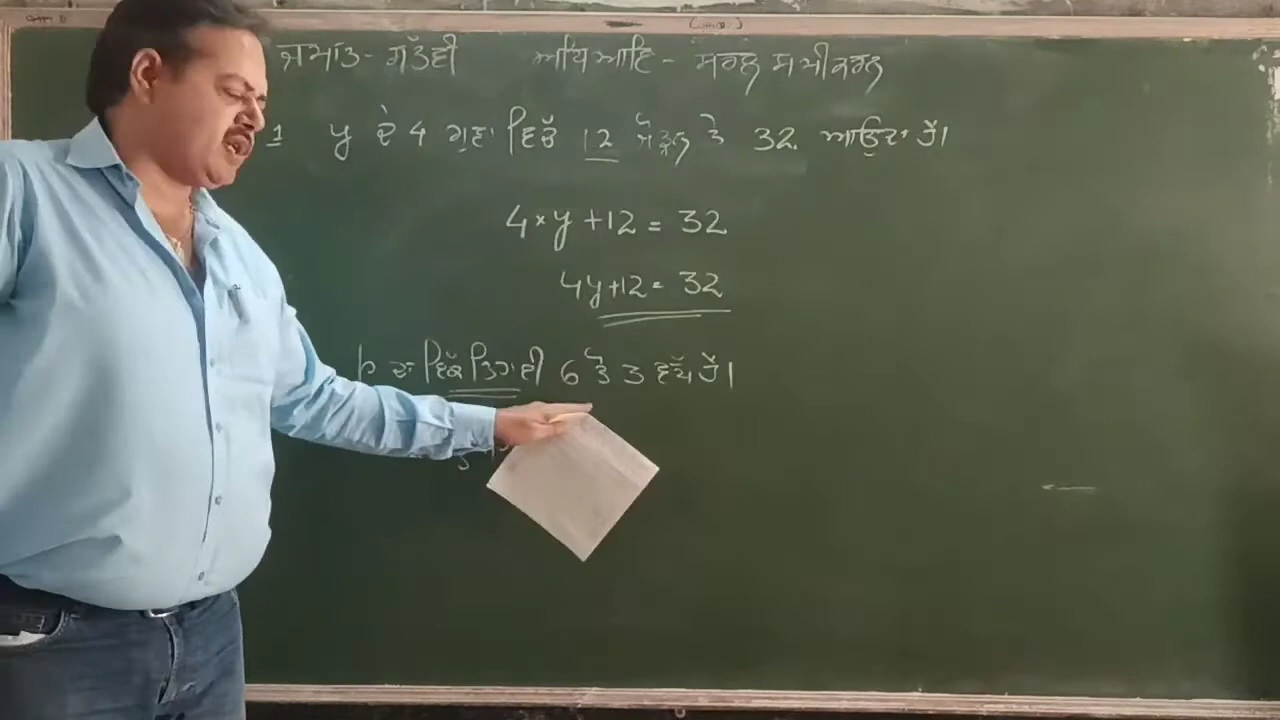 ਜਮਾਤ - ਸੱਤਵੀਂ ਅਧਿਆਇ - ਸਰਲ ਸਮੀਕਰਨ
1 y ਦੇ 4 ਗੁਣਾ ਵਿੱਚ 12 ਜੋੜਨ ਤੇ 32 ਆਉਂਦਾ ਹੈ।
4×y+12 = 32
4y+12 = 32
p ਦਾ ਇੱਕ ਤਿਹਾਈ 6 ਤੋਂ 3 ਵੱਧ ਹੈ।